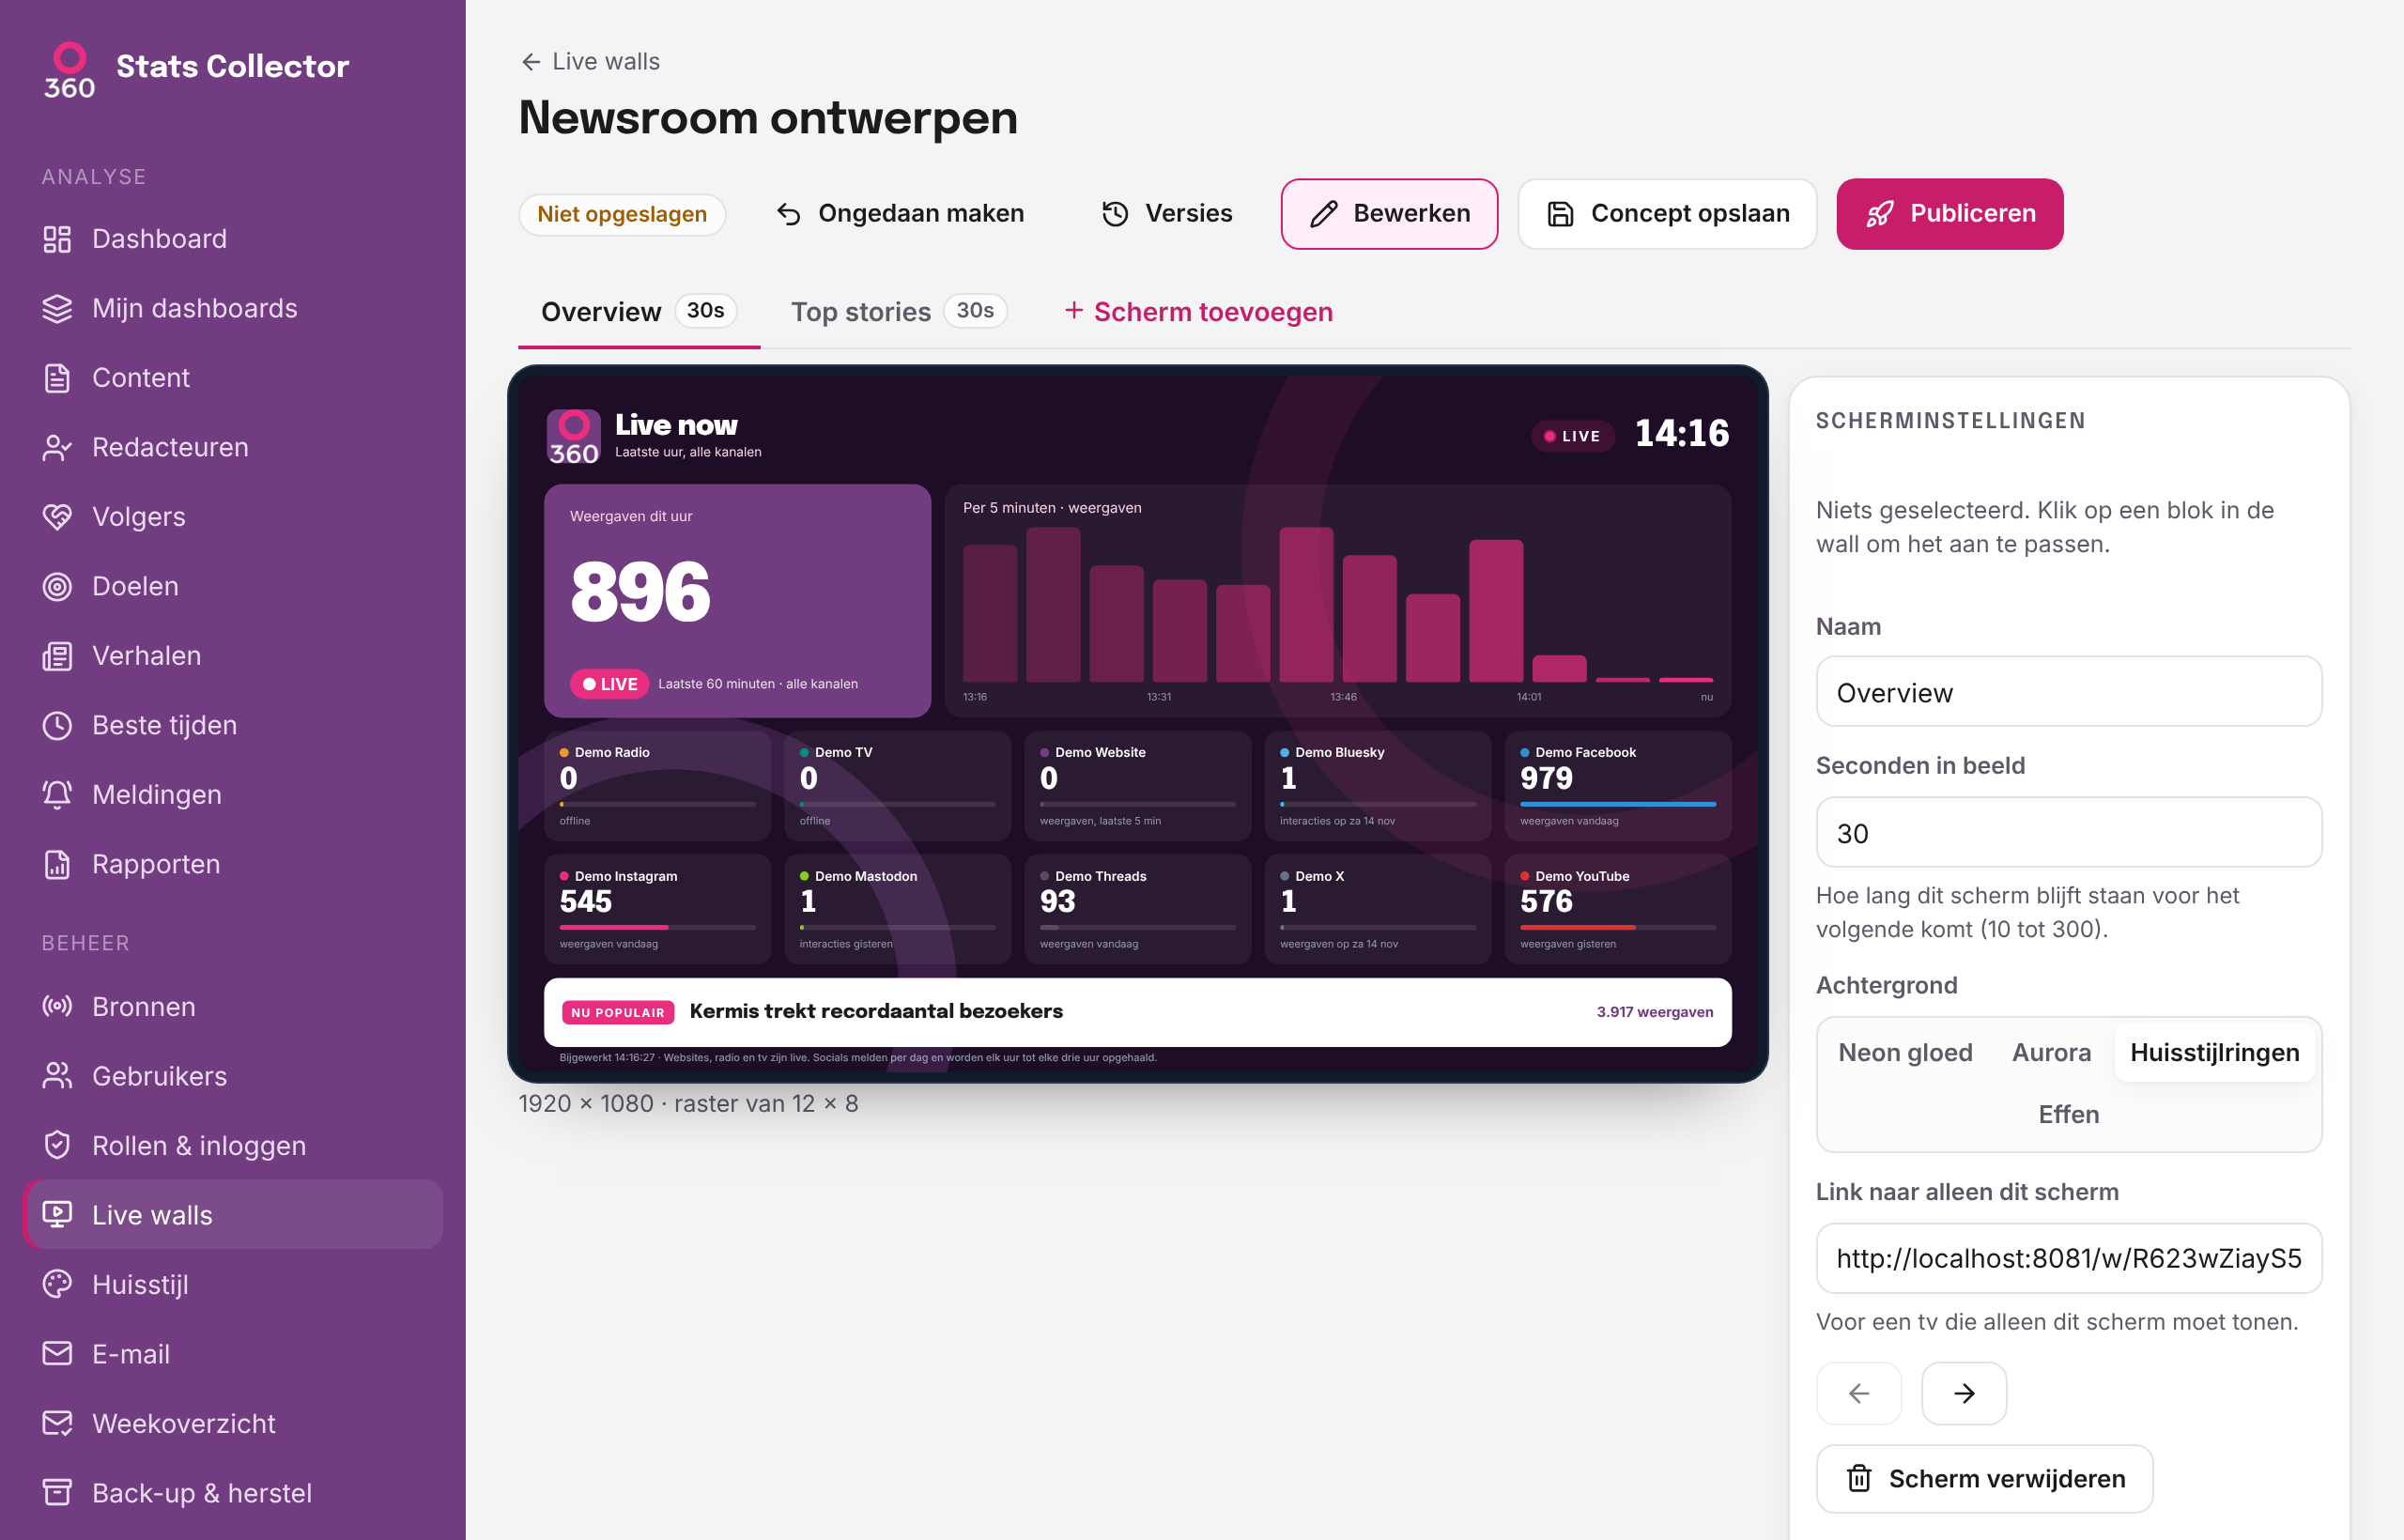 360
Stats Collector
ANALYSE
Dashboard
Mijn dashboards
Content
Redacteuren
Volgers
Doelen
Verhalen
Beste tijden
Meldingen
Rapporten
BEHEER
Bronnen
Gebruikers
Rollen & inloggen
Live walls
Huisstijl
E-mail
Weekoverzicht
Back-up & herstel
← Live walls
Newsroom ontwerpen
Niet opgeslagen
Ongedaan maken
Versies
Bewerken
Concept opslaan
Publiceren
Overview 30s
Top stories 30s
+ Scherm toevoegen
360
Live now
Laatste uur, alle kanalen
LIVE
14:16
Weergaven dit uur
896
LIVE
Laatste 60 minuten · alle kanalen
Per 5 minuten · weergaven
13:16 13:31 13:46 14:01 nu
Demo Radio
0
offline
Demo TV
0
offline
Demo Website
0
weergaven, laatste 5 min
Demo Bluesky
1
interacties op za 14 nov
Demo Facebook
979
weergaven vandaag
Demo Instagram
545
weergaven vandaag
Demo Mastodon
1
interacties gisteren
Demo Threads
93
weergaven vandaag
Demo X
1
weergaven op za 14 nov
Demo YouTube
576
weergaven gisteren
NU POPULAIR
Kermis trekt recordaantal bezoekers
3.917 weergaven
Bijgewerkt 14:16:27 · Websites, radio en tv zijn live. Socials melden per dag en worden elk uur tot elke drie uur opgehaald.
1920 × 1080 · raster van 12 × 8
SCHERMINSTELLINGEN
Niets geselecteerd. Klik op een blok in de
wall om het aan te passen.
Naam
Overview
Seconden in beeld
30
Hoe lang dit scherm blijft staan voor het
volgende komt (10 tot 300).
Achtergrond
Neon gloed
Aurora
Huisstijlringen
Effen
Link naar alleen dit scherm
http://localhost:8081/w/R623wZiayS5
Voor een tv die alleen dit scherm moet tonen.
Scherm verwijderen